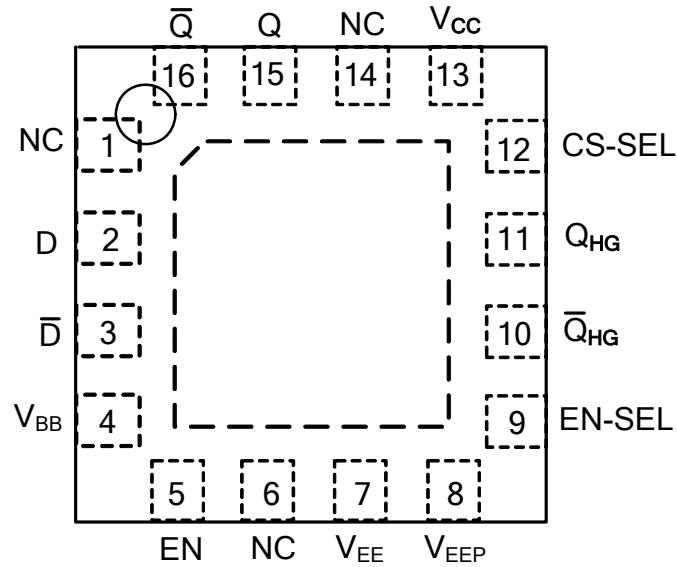 Q̅ Q NC VCC
16 15 14 13
NC 1 12 CS-SEL
D 2 11 QHG
D̅ 3 10 Q̅HG
VBB 4 9 EN-SEL
5 6 7 8
EN NC VEE VEEP